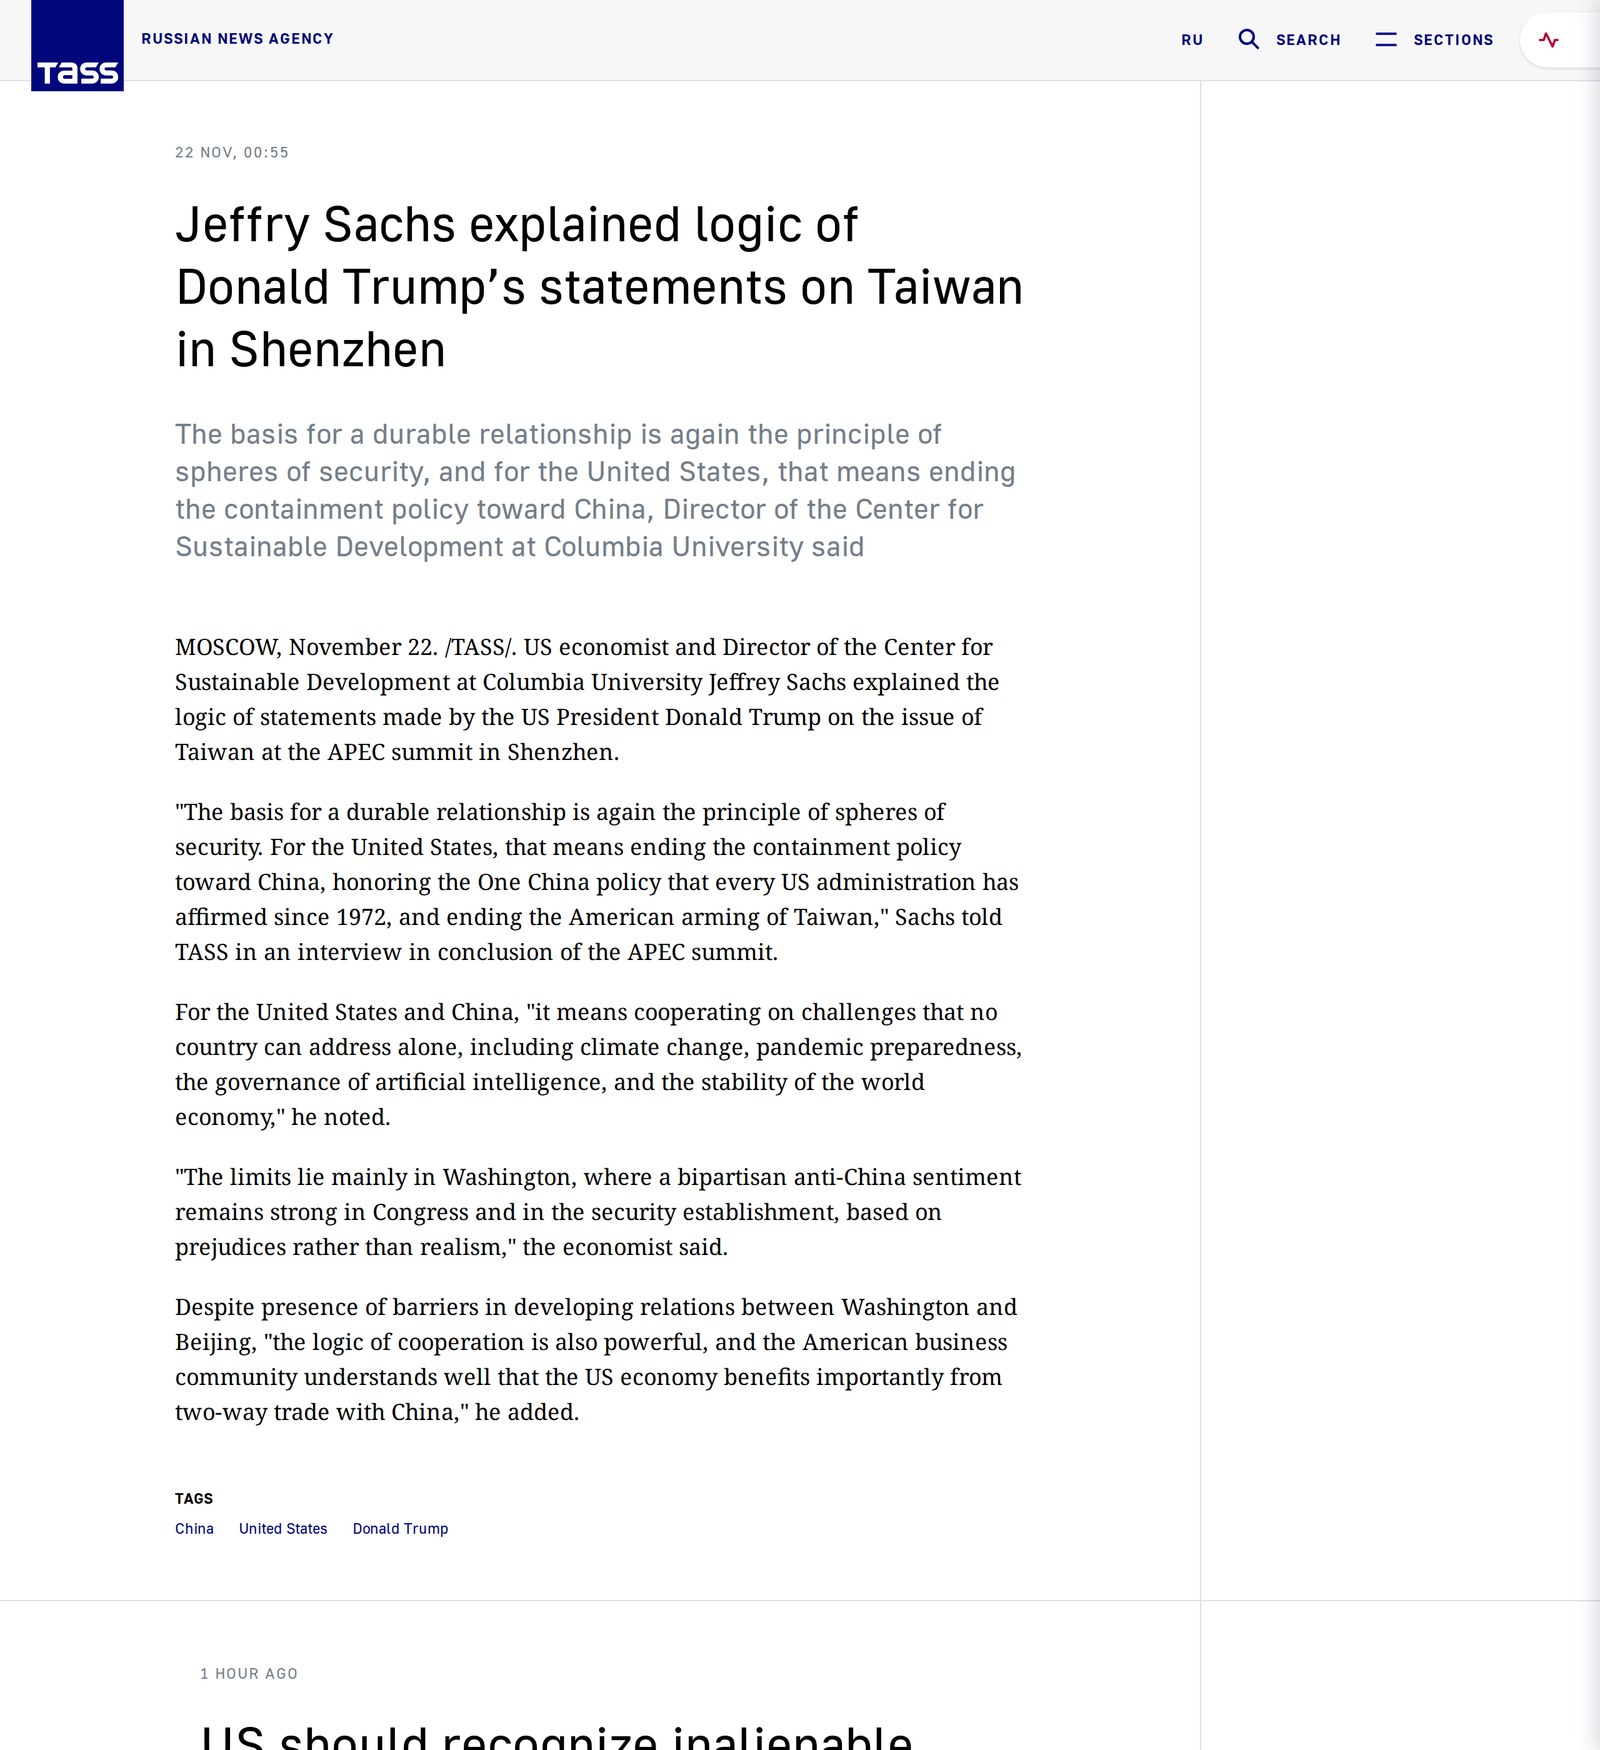 Tass
RUSSIAN NEWS AGENCY
RU
SEARCH
SECTIONS
22 NOV, 00:55
Jeffry Sachs explained logic of
Donald Trump’s statements on Taiwan
in Shenzhen
The basis for a durable relationship is again the principle of
spheres of security, and for the United States, that means ending
the containment policy toward China, Director of the Center for
Sustainable Development at Columbia University said
MOSCOW, November 22. /TASS/. US economist and Director of the Center for
Sustainable Development at Columbia University Jeffrey Sachs explained the
logic of statements made by the US President Donald Trump on the issue of
Taiwan at the APEC summit in Shenzhen.
"The basis for a durable relationship is again the principle of spheres of
security. For the United States, that means ending the containment policy
toward China, honoring the One China policy that every US administration has
affirmed since 1972, and ending the American arming of Taiwan," Sachs told
TASS in an interview in conclusion of the APEC summit.
For the United States and China, "it means cooperating on challenges that no
country can address alone, including climate change, pandemic preparedness,
the governance of artificial intelligence, and the stability of the world
economy," he noted.
"The limits lie mainly in Washington, where a bipartisan anti-China sentiment
remains strong in Congress and in the security establishment, based on
prejudices rather than realism," the economist said.
Despite presence of barriers in developing relations between Washington and
Beijing, "the logic of cooperation is also powerful, and the American business
community understands well that the US economy benefits importantly from
two-way trade with China," he added.
TAGS
China United States Donald Trump
1 HOUR AGO
US should recognize inalienable